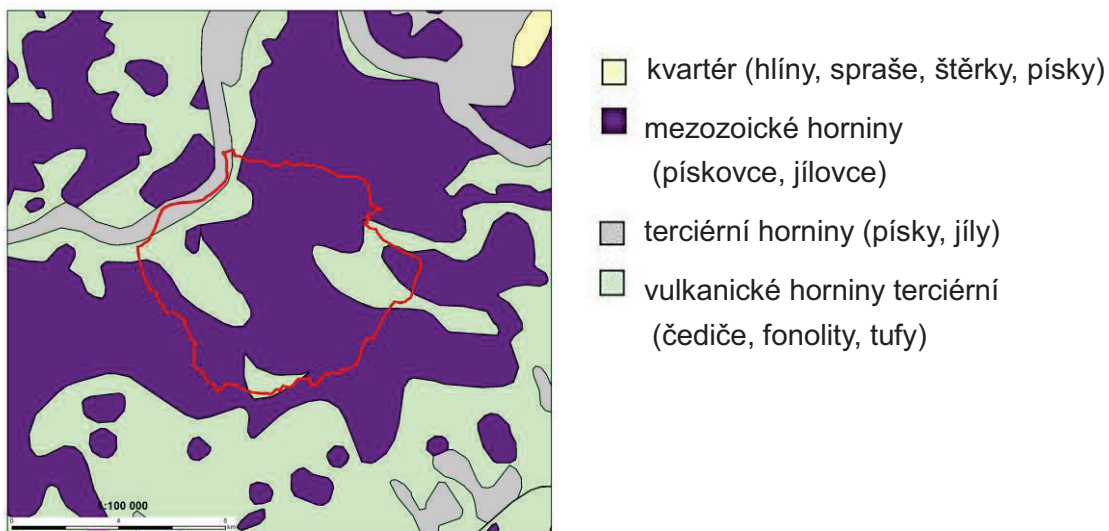 kvartér (hlíny, spraše, štěrky, písky)
mezozoické horniny
(pískovce, jílovce)
terciérní horniny (písky, jíly)
vulkanické horniny terciérní
(čediče, fonolity, tufy)
1:100 000
0 4 8
km